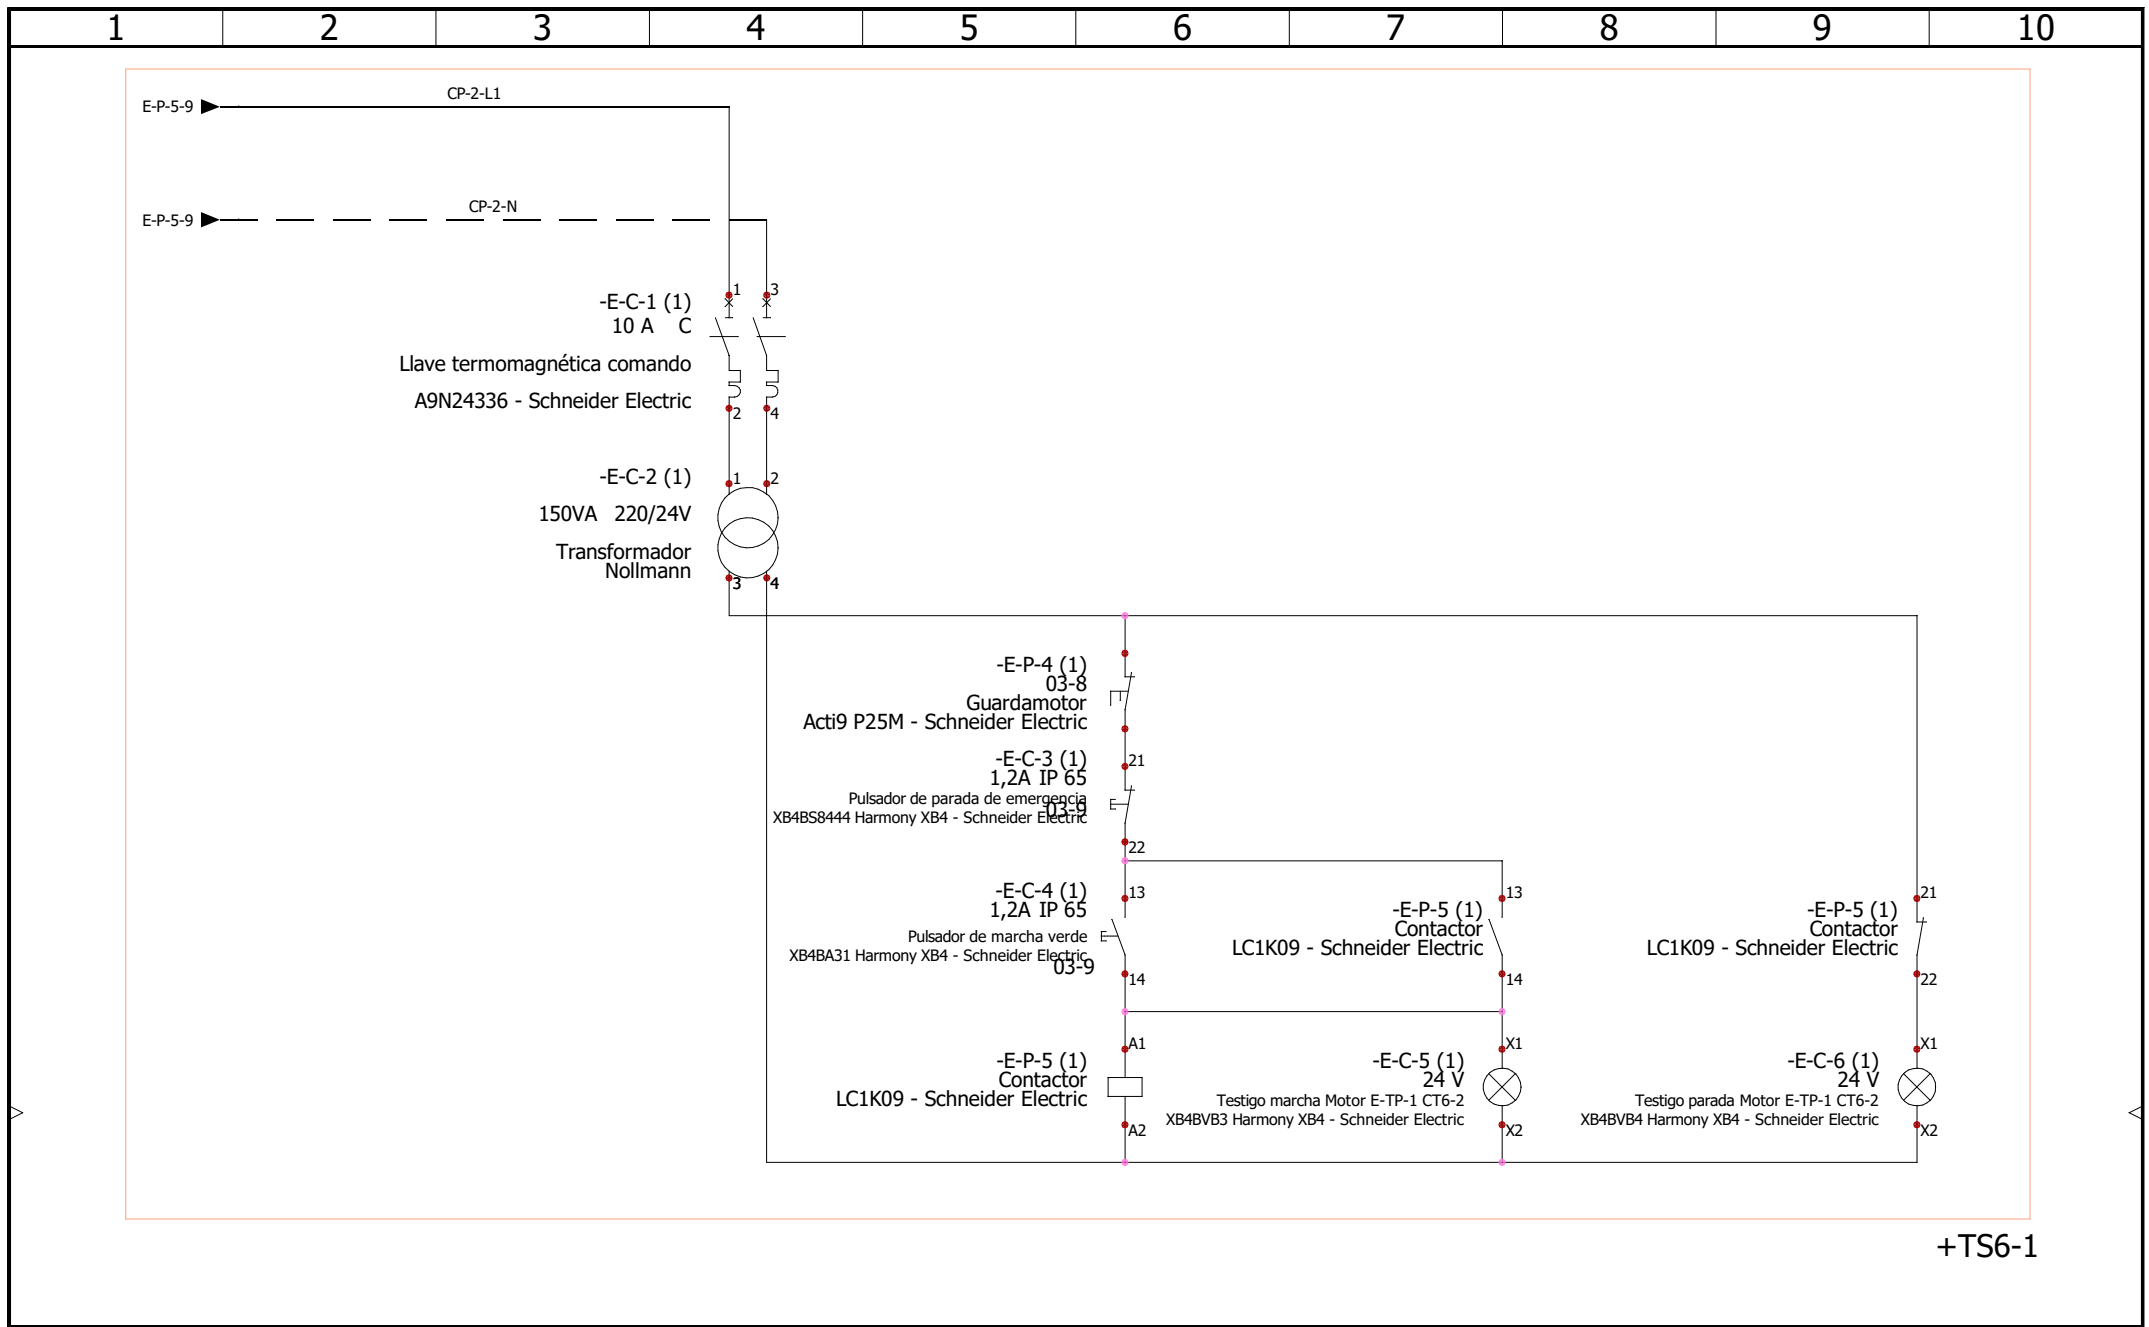 1 2 3 4 5 6 7 8 9 10
CP-2-L1
E-P-5-9
CP-2-N
E-P-5-9
1 3
-E-C-1 (1)
10 A C
Llave termomagnética comando
A9N24336 - Schneider Electric
2 4
-E-C-2 (1)
1 2
150VA 220/24V
Transformador
Nollmann
3 4
-E-P-4 (1)
03-8
Guardamotor
Acti9 P25M - Schneider Electric
-E-C-3 (1)
21
1,2A IP 65
Pulsador de parada de emergencia
03-9
XB4BS8444 Harmony XB4 - Schneider Electric
22
-E-C-4 (1)
13
1,2A IP 65
Pulsador de marcha verde
XB4BA31 Harmony XB4 - Schneider Electric
03-9
14
13
-E-P-5 (1)
Contactor
LC1K09 - Schneider Electric
14
21
-E-P-5 (1)
Contactor
LC1K09 - Schneider Electric
22
A1
-E-P-5 (1)
Contactor
LC1K09 - Schneider Electric
A2
X1
-E-C-5 (1)
24 V
Testigo marcha Motor E-TP-1 CT6-2
XB4BVB3 Harmony XB4 - Schneider Electric
X2
X1
-E-C-6 (1)
24 V
Testigo parada Motor E-TP-1 CT6-2
XB4BVB4 Harmony XB4 - Schneider Electric
X2
+TS6-1